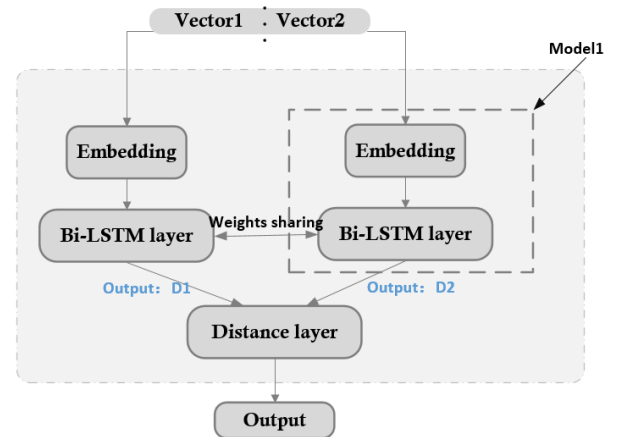 Vector1 Vector2
Model1
Embedding Embedding
Weights sharing
Bi-LSTM layer Bi-LSTM layer
Output: D1 Output: D2
Distance layer
Output